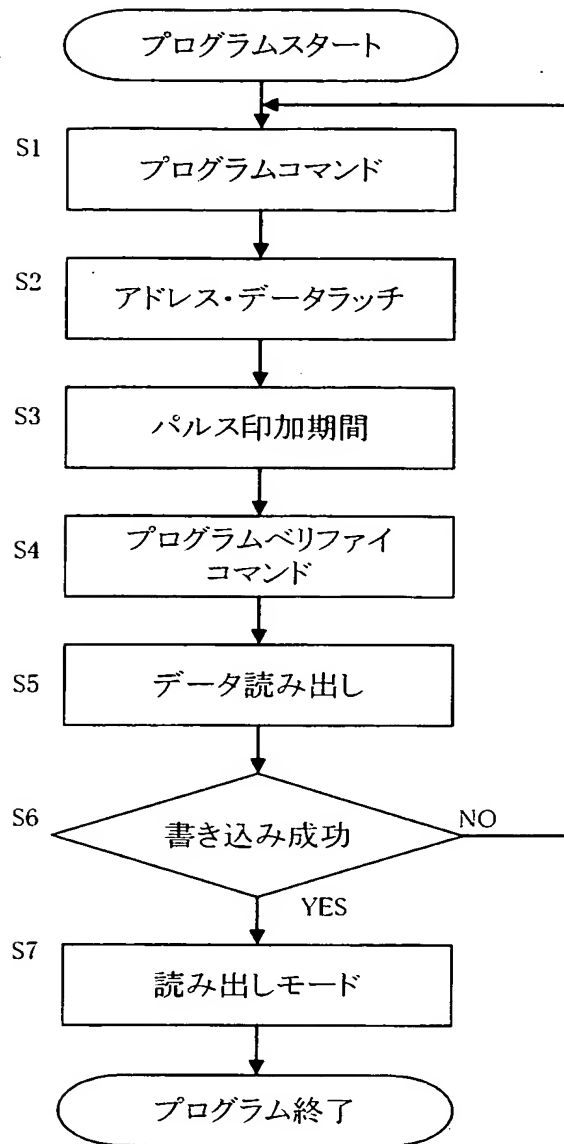 プログラムスタート
S1
プログラムコマンド
S2
アドレス・データラッチ
S3
パルス印加期間
S4
プログラムベリファイ
コマンド
S5
データ読み出し
S6
書き込み成功
NO
YES
S7
読み出しモード
プログラム終了